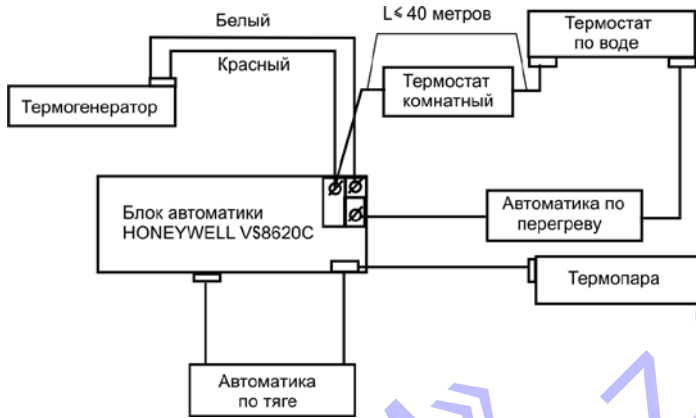 Белый
L⩽ 40 метров
Термостат
по воде
Красный
Термостат
комнатный
Термогенератор
Блок автоматики
HONEYWELL V$8620C
Автоматика по
перегреву
Термопара
Автоматика
по тяге